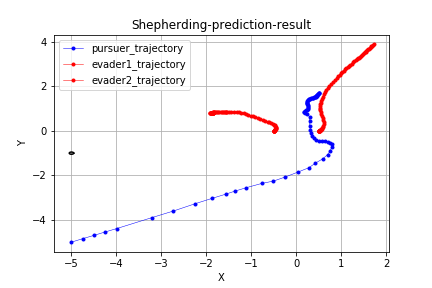 Shepherding-prediction-result
pursuer_trajectory
evader1_trajectory
evader2_trajectory
4
2
0
−2
−4
Y
−5
−4
−3
−2
−1
0
1
2
X